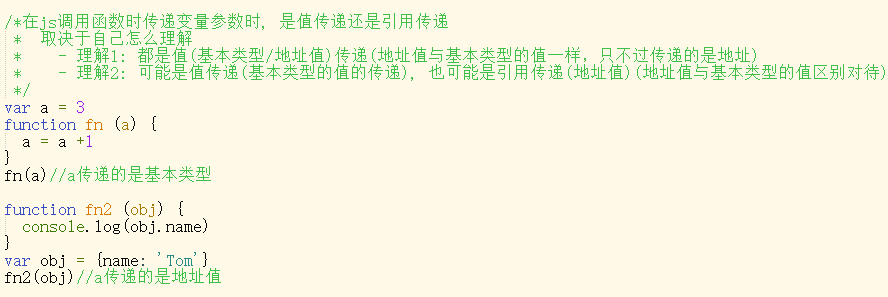 /*在js调用函数时传递变量参数时, 是值传递还是引用传递
 *  取决于自己怎么理解
 *   - 理解1: 都是值(基本类型/地址值)传递(地址值与基本类型的值一样, 只不过传递的是地址)
 *   - 理解2: 可能是值传递(基本类型的值的传递), 也可能是引用传递(地址值)(地址值与基本类型的值区别对待)
 */
var a = 3
function fn (a) {
  a = a +1
}
fn(a)//a传递的是基本类型
function fn2 (obj) {
  console.log(obj.name)
}
var obj = {name: 'Tom'}
fn2(obj)//a传递的是地址值